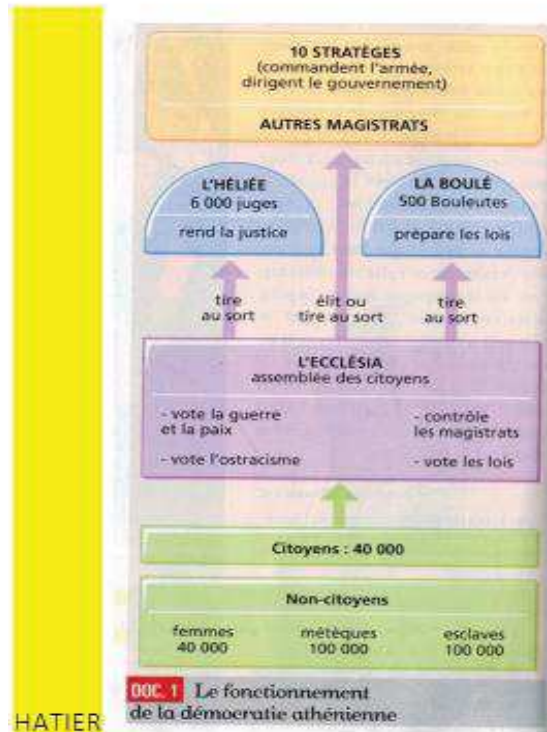 10 STRATÈGES
(commandent l'armée,
dirigent le gouvernement)
AUTRES MAGISTRATS
L'HÉLIÉE
6 000 juges
rend la justice
LA BOULÉ
500 Bouleutes
prépare les lois
tire
au sort
élit ou
tire au sort
tire
au sort
L'ECCLÉSIA
assemblée des citoyens
- vote la guerre
et la paix
- vote l'ostracisme
- contrôle
les magistrats
- vote les lois
Citoyens : 40 000
Non-citoyens
femmes
40 000
métèques
100 000
esclaves
100 000
DOC. 1 Le fonctionnement
de la démocratie athénienne
HATIER